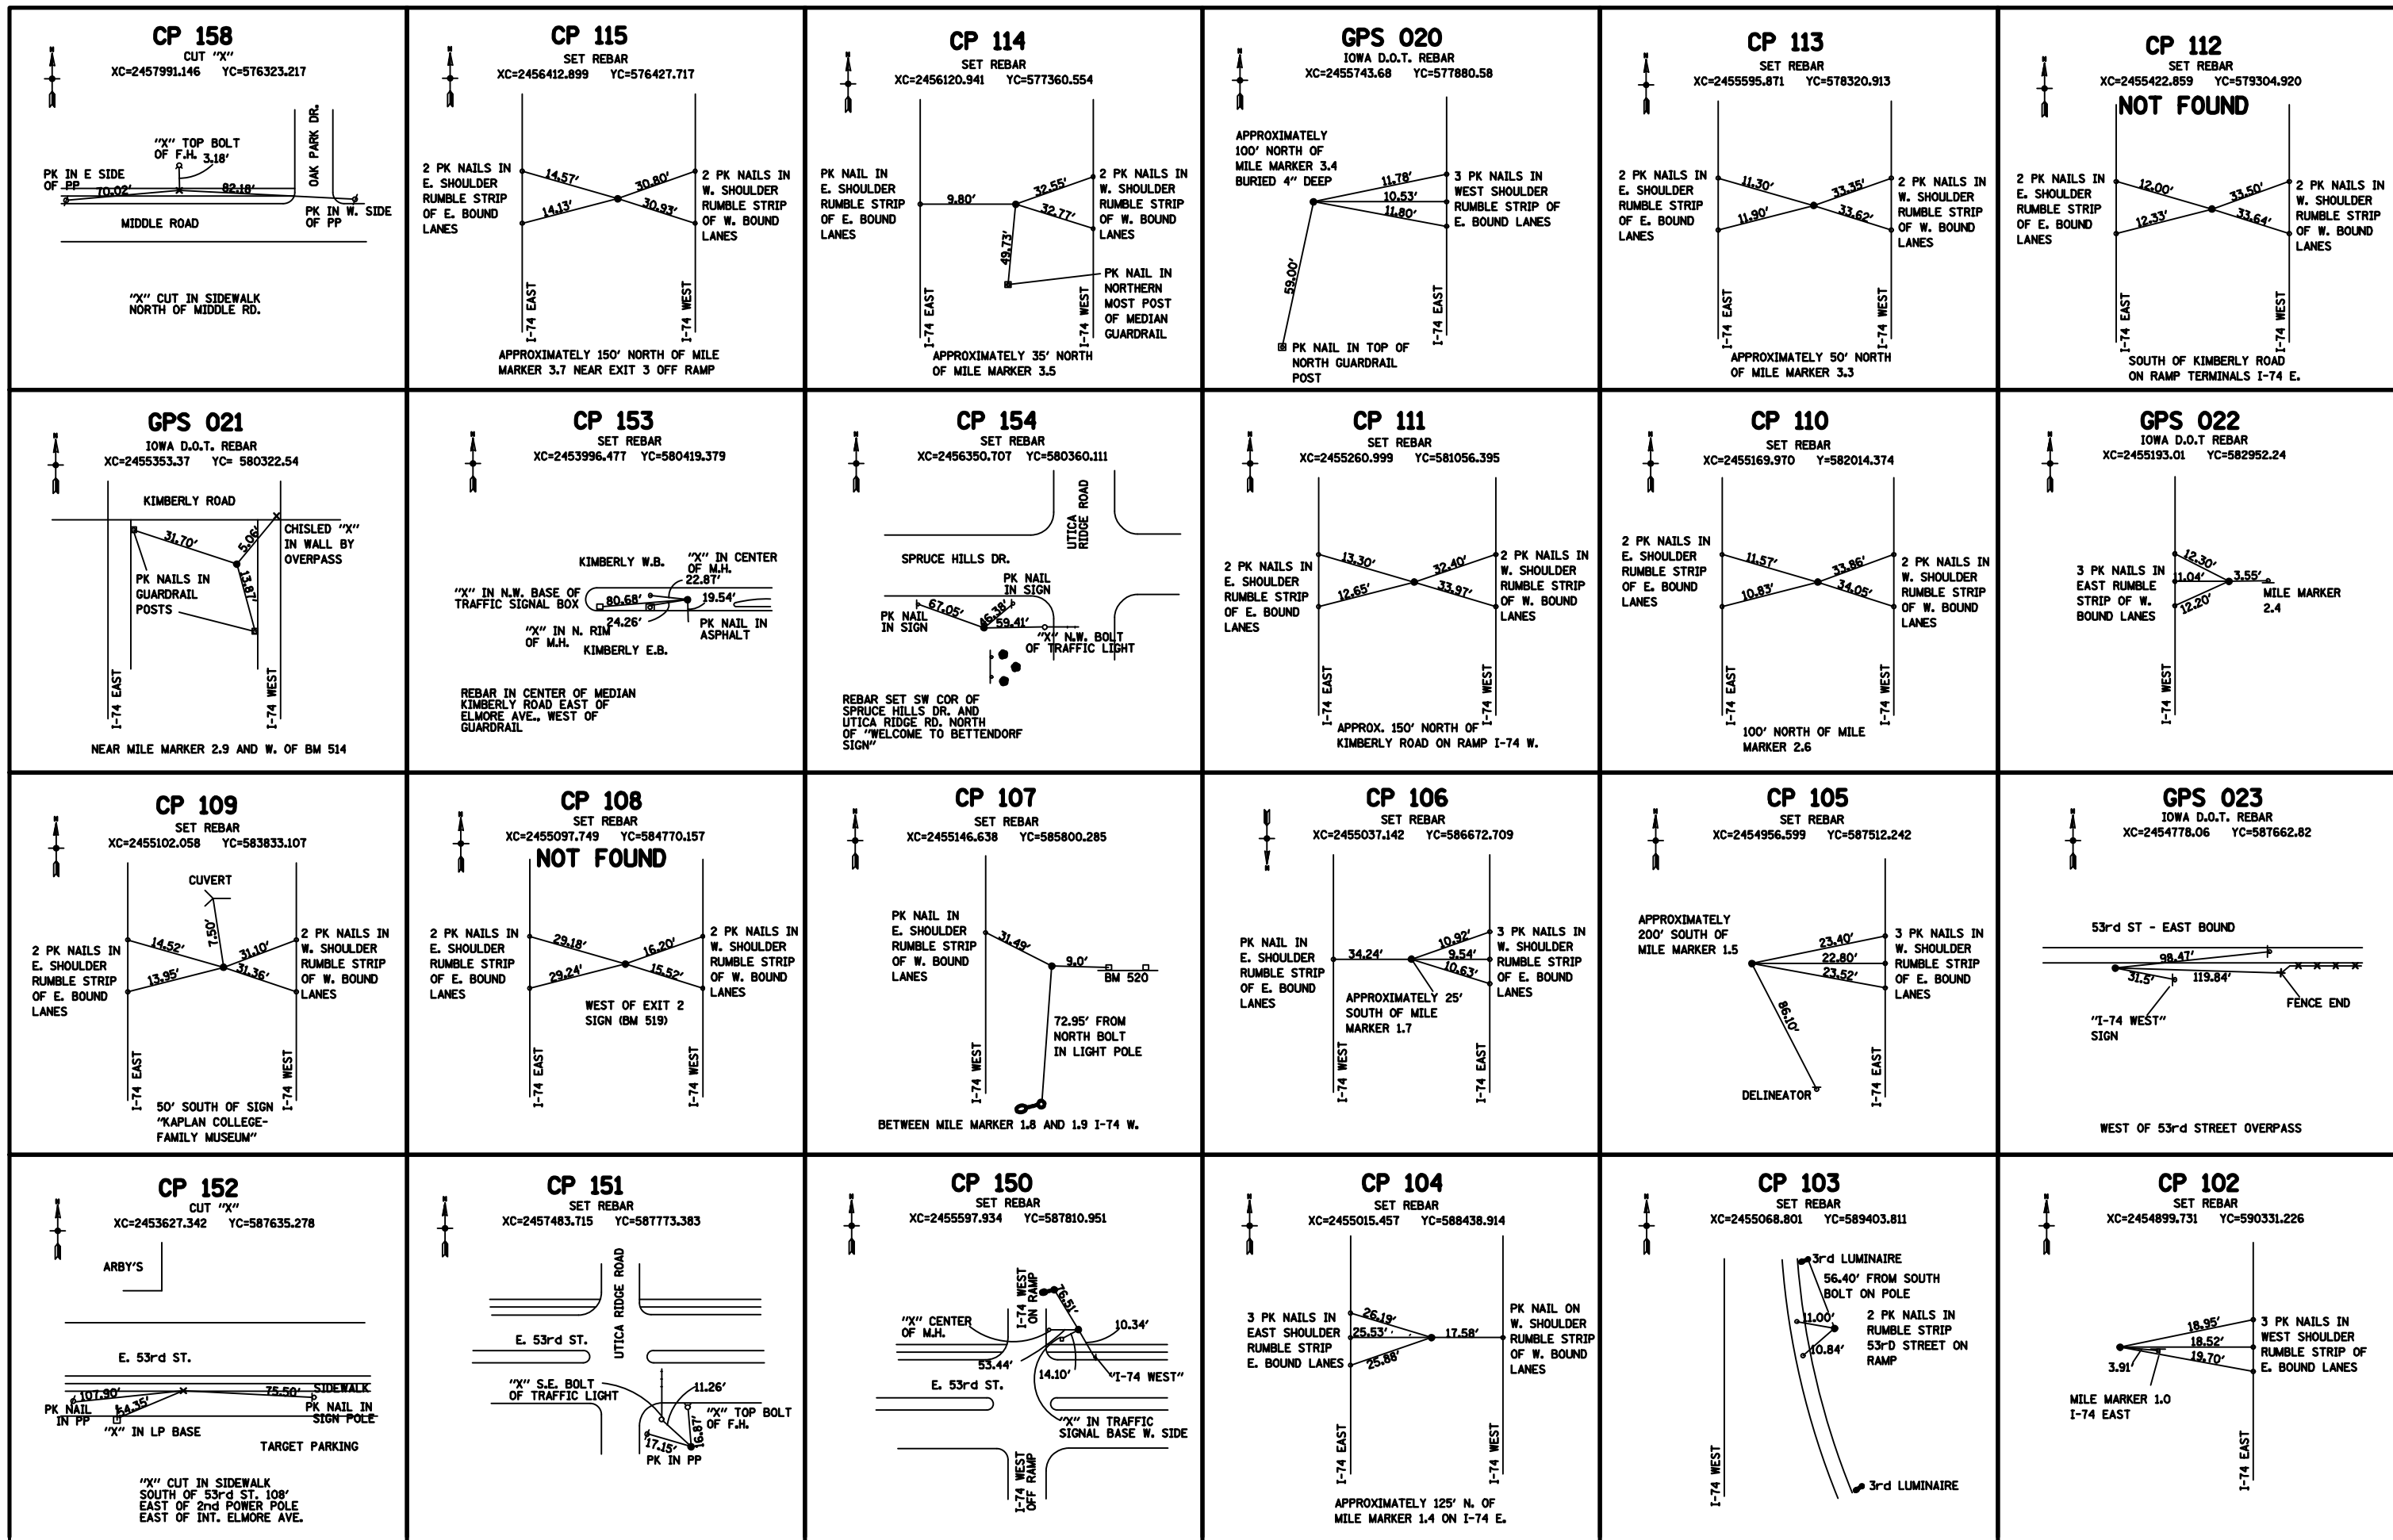 CP 158
CUT "X"
XC=2457991.146 YC=576323.217
N
OAK PARK DR.
"X" TOP BOLT
OF F.H.
3.18'
PK IN E SIDE
OF PP
70.02'
82.18'
MIDDLE ROAD
PK IN W. SIDE
OF PP
"X" CUT IN SIDEWALK
NORTH OF MIDDLE RD.
CP 115
SET REBAR
XC=2456412.899 YC=576427.717
N
2 PK NAILS IN
E. SHOULDER
RUMBLE STRIP
OF E. BOUND
LANES
14.57'
30.80'
14.13'
30.93'
2 PK NAILS IN
W. SHOULDER
RUMBLE STRIP
OF W. BOUND
LANES
I-74 EAST
I-74 WEST
APPROXIMATELY 150' NORTH OF MILE
MARKER 3.7 NEAR EXIT 3 OFF RAMP
CP 114
SET REBAR
XC=2456120.941 YC=577360.554
N
PK NAIL IN
E. SHOULDER
RUMBLE STRIP
OF E. BOUND
LANES
9.80'
32.55'
32.77'
49.73'
2 PK NAILS IN
W. SHOULDER
RUMBLE STRIP
OF W. BOUND
LANES
PK NAIL IN
NORTHERN
MOST POST
OF MEDIAN
GUARDRAIL
I-74 EAST
I-74 WEST
APPROXIMATELY 35' NORTH
OF MILE MARKER 3.5
GPS 020
IOWA D.O.T. REBAR
XC=2455743.68 YC=577880.58
N
APPROXIMATELY
100' NORTH OF
MILE MARKER 3.4
BURIED 4" DEEP
11.78'
10.53'
11.80'
59.00'
3 PK NAILS IN
WEST SHOULDER
RUMBLE STRIP OF
E. BOUND LANES
I-74 EAST
PK NAIL IN TOP OF
NORTH GUARDRAIL
POST
CP 113
SET REBAR
XC=2455595.871 YC=578320.913
N
2 PK NAILS IN
E. SHOULDER
RUMBLE STRIP
OF E. BOUND
LANES
11.30'
33.35'
11.90'
33.62'
2 PK NAILS IN
W. SHOULDER
RUMBLE STRIP
OF W. BOUND
LANES
I-74 EAST
I-74 WEST
APPROXIMATELY 50' NORTH
OF MILE MARKER 3.3
CP 112
SET REBAR
XC=2455422.859 YC=579304.920
NOT FOUND
N
2 PK NAILS IN
E. SHOULDER
RUMBLE STRIP
OF E. BOUND
LANES
12.00'
33.50'
12.33'
33.64'
2 PK NAILS IN
W. SHOULDER
RUMBLE STRIP
OF W. BOUND
LANES
I-74 EAST
I-74 WEST
SOUTH OF KIMBERLY ROAD
ON RAMP TERMINALS I-74 E.
GPS 021
IOWA D.O.T. REBAR
XC=2455353.37 YC= 580322.54
N
KIMBERLY ROAD
31.70'
5.06'
13.87'
CHISLED "X"
IN WALL BY
OVERPASS
PK NAILS IN
GUARDRAIL
POSTS
I-74 EAST
I-74 WEST
NEAR MILE MARKER 2.9 AND W. OF BM 514
CP 153
SET REBAR
XC=2453996.477 YC=580419.379
N
KIMBERLY W.B.
"X" IN CENTER
OF M.H.
22.87'
"X" IN N.W. BASE OF
TRAFFIC SIGNAL BOX
80.68'
19.54'
24.26'
"X" IN N. RIM
OF M.H.
PK NAIL IN
ASPHALT
KIMBERLY E.B.
REBAR IN CENTER OF MEDIAN
KIMBERLY ROAD EAST OF
ELMORE AVE., WEST OF
GUARDRAIL
CP 154
SET REBAR
XC=2456350.707 YC=580360.111
N
UTICA
RIDGE ROAD
SPRUCE HILLS DR.
PK NAIL
IN SIGN
PK NAIL
IN SIGN
67.05'
46.38'
59.41'
"X" N.W. BOLT
OF TRAFFIC LIGHT
REBAR SET SW COR OF
SPRUCE HILLS DR. AND
UTICA RIDGE RD. NORTH
OF "WELCOME TO BETTENDORF
SIGN"
CP 111
SET REBAR
XC=2455260.999 YC=581056.395
N
2 PK NAILS IN
E. SHOULDER
RUMBLE STRIP
OF E. BOUND
LANES
13.30'
32.40'
12.65'
33.97'
2 PK NAILS IN
W. SHOULDER
RUMBLE STRIP
OF W. BOUND
LANES
I-74 EAST
I-74 WEST
APPROX. 150' NORTH OF
KIMBERLY ROAD ON RAMP I-74 W.
CP 110
SET REBAR
XC=2455169.970 Y=582014.374
N
2 PK NAILS IN
E. SHOULDER
RUMBLE STRIP
OF E. BOUND
LANES
11.57'
33.86'
10.83'
34.05'
2 PK NAILS IN
W. SHOULDER
RUMBLE STRIP
OF W. BOUND
LANES
I-74 EAST
I-74 WEST
100' NORTH OF MILE
MARKER 2.6
GPS 022
IOWA D.O.T REBAR
XC=2455193.01 YC=582952.24
N
3 PK NAILS IN
EAST RUMBLE
STRIP OF W.
BOUND LANES
12.30'
11.04'
12.20'
3.55'
MILE MARKER
2.4
I-74 WEST
CP 109
SET REBAR
XC=2455102.058 YC=583833.107
N
CUVERT
7.50'
2 PK NAILS IN
E. SHOULDER
RUMBLE STRIP
OF E. BOUND
LANES
14.52'
31.10'
13.95'
31.36'
2 PK NAILS IN
W. SHOULDER
RUMBLE STRIP
OF W. BOUND
LANES
I-74 EAST
I-74 WEST
50' SOUTH OF SIGN
"KAPLAN COLLEGE-
FAMILY MUSEUM"
CP 108
SET REBAR
XC=2455097.749 YC=584770.157
NOT FOUND
N
2 PK NAILS IN
E. SHOULDER
RUMBLE STRIP
OF E. BOUND
LANES
29.18'
16.20'
29.24'
15.52'
2 PK NAILS IN
W. SHOULDER
RUMBLE STRIP
OF W. BOUND
LANES
WEST OF EXIT 2
SIGN (BM 519)
I-74 EAST
I-74 WEST
CP 107
SET REBAR
XC=2455146.638 YC=585800.285
N
PK NAIL IN
E. SHOULDER
RUMBLE STRIP
OF W. BOUND
LANES
31.49'
9.0'
BM 520
72.95' FROM
NORTH BOLT
IN LIGHT POLE
I-74 WEST
BETWEEN MILE MARKER 1.8 AND 1.9 I-74 W.
CP 106
SET REBAR
XC=2455037.142 YC=586672.709
N
PK NAIL IN
E. SHOULDER
RUMBLE STRIP
OF E. BOUND
LANES
34.24'
10.92'
9.54'
10.63'
3 PK NAILS IN
W. SHOULDER
RUMBLE STRIP
OF E. BOUND
LANES
APPROXIMATELY 25'
SOUTH OF MILE
MARKER 1.7
I-74 WEST
I-74 EAST
CP 105
SET REBAR
XC=2454956.599 YC=587512.242
N
APPROXIMATELY
200' SOUTH OF
MILE MARKER 1.5
23.40'
22.80'
23.52'
86.10'
3 PK NAILS IN
W. SHOULDER
RUMBLE STRIP
OF E. BOUND
LANES
DELINEATOR
I-74 EAST
GPS 023
IOWA D.O.T. REBAR
XC=2454778.06 YC=587662.82
N
53rd ST - EAST BOUND
98.47'
31.5'
119.84'
FENCE END
"I-74 WEST"
SIGN
WEST OF 53rd STREET OVERPASS
CP 152
CUT "X"
XC=2453627.342 YC=587635.278
N
ARBY'S
E. 53rd ST.
107.90'
75.50'
SIDEWALK
54.35'
PK NAIL
IN PP
PK NAIL IN
SIGN POLE
"X" IN LP BASE
TARGET PARKING
"X" CUT IN SIDEWALK
SOUTH OF 53rd ST. 108'
EAST OF 2nd POWER POLE
EAST OF INT. ELMORE AVE.
CP 151
SET REBAR
XC=2457483.715 YC=587773.383
N
UTICA RIDGE ROAD
E. 53rd ST.
"X" S.E. BOLT
OF TRAFFIC LIGHT
11.26'
"X" TOP BOLT
OF F.H.
16.87'
17.15'
PK IN PP
CP 150
SET REBAR
XC=2455597.934 YC=587810.951
N
I-74 WEST
ON RAMP
76.51'
"X" CENTER
OF M.H.
10.34'
53.44'
14.10'
"I-74 WEST"
E. 53rd ST.
"X" IN TRAFFIC
SIGNAL BASE W. SIDE
I-74 WEST
OFF RAMP
CP 104
SET REBAR
XC=2455015.457 YC=588438.914
N
3 PK NAILS IN
EAST SHOULDER
RUMBLE STRIP
E. BOUND LANES
26.19'
25.53'
25.88'
17.58'
PK NAIL ON
W. SHOULDER
RUMBLE STRIP
OF W. BOUND
LANES
I-74 EAST
I-74 WEST
APPROXIMATELY 125' N. OF
MILE MARKER 1.4 ON I-74 E.
CP 103
SET REBAR
XC=2455068.801 YC=589403.811
N
3rd LUMINAIRE
56.40' FROM SOUTH
BOLT ON POLE
11.00'
10.84'
2 PK NAILS IN
RUMBLE STRIP
53rD STREET ON
RAMP
I-74 WEST
3rd LUMINAIRE
CP 102
SET REBAR
XC=2454899.731 YC=590331.226
N
18.95'
18.52'
19.70'
3.91'
3 PK NAILS IN
WEST SHOULDER
RUMBLE STRIP OF
E. BOUND LANES
MILE MARKER 1.0
I-74 EAST
I-74 EAST